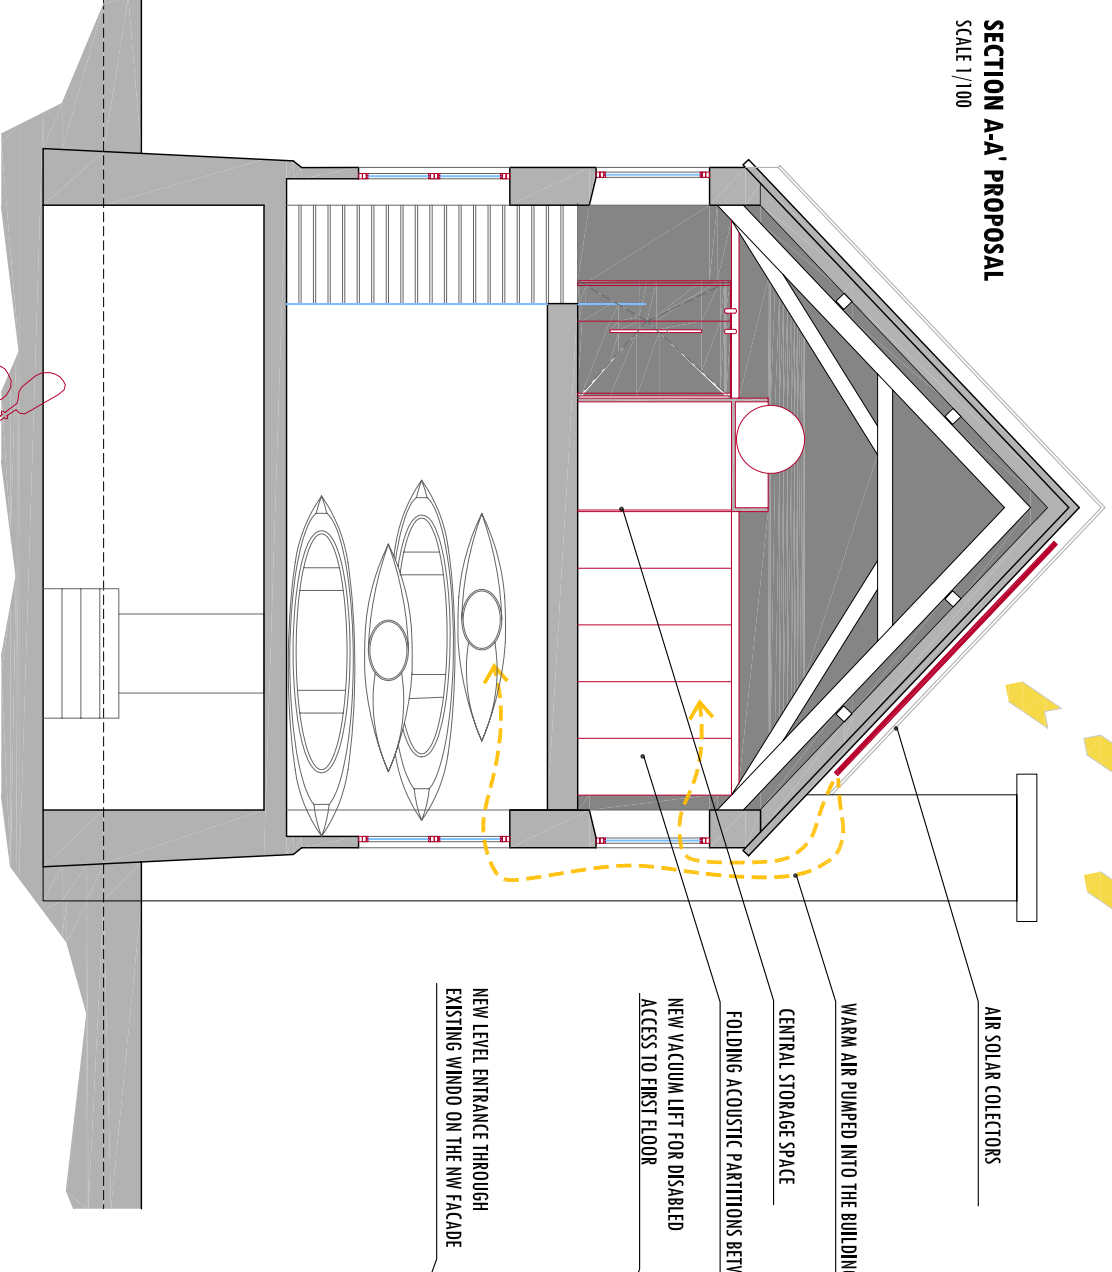 SECTION A-A' PROPOSAL
SCALE 1/100
AIR SOLAR COLECTORS
WARM AIR PUMPED INTO THE BUILDING
CENTRAL STORAGE SPACE
FOLDING ACOUSTIC PARTITIONS
NEW VACUUM LIFT FOR DISABLED
ACCESS TO FIRST FLOOR
NEW LEVEL ENTRANCE THROUGH
EXISTING WINDO ON THE NW FACADE